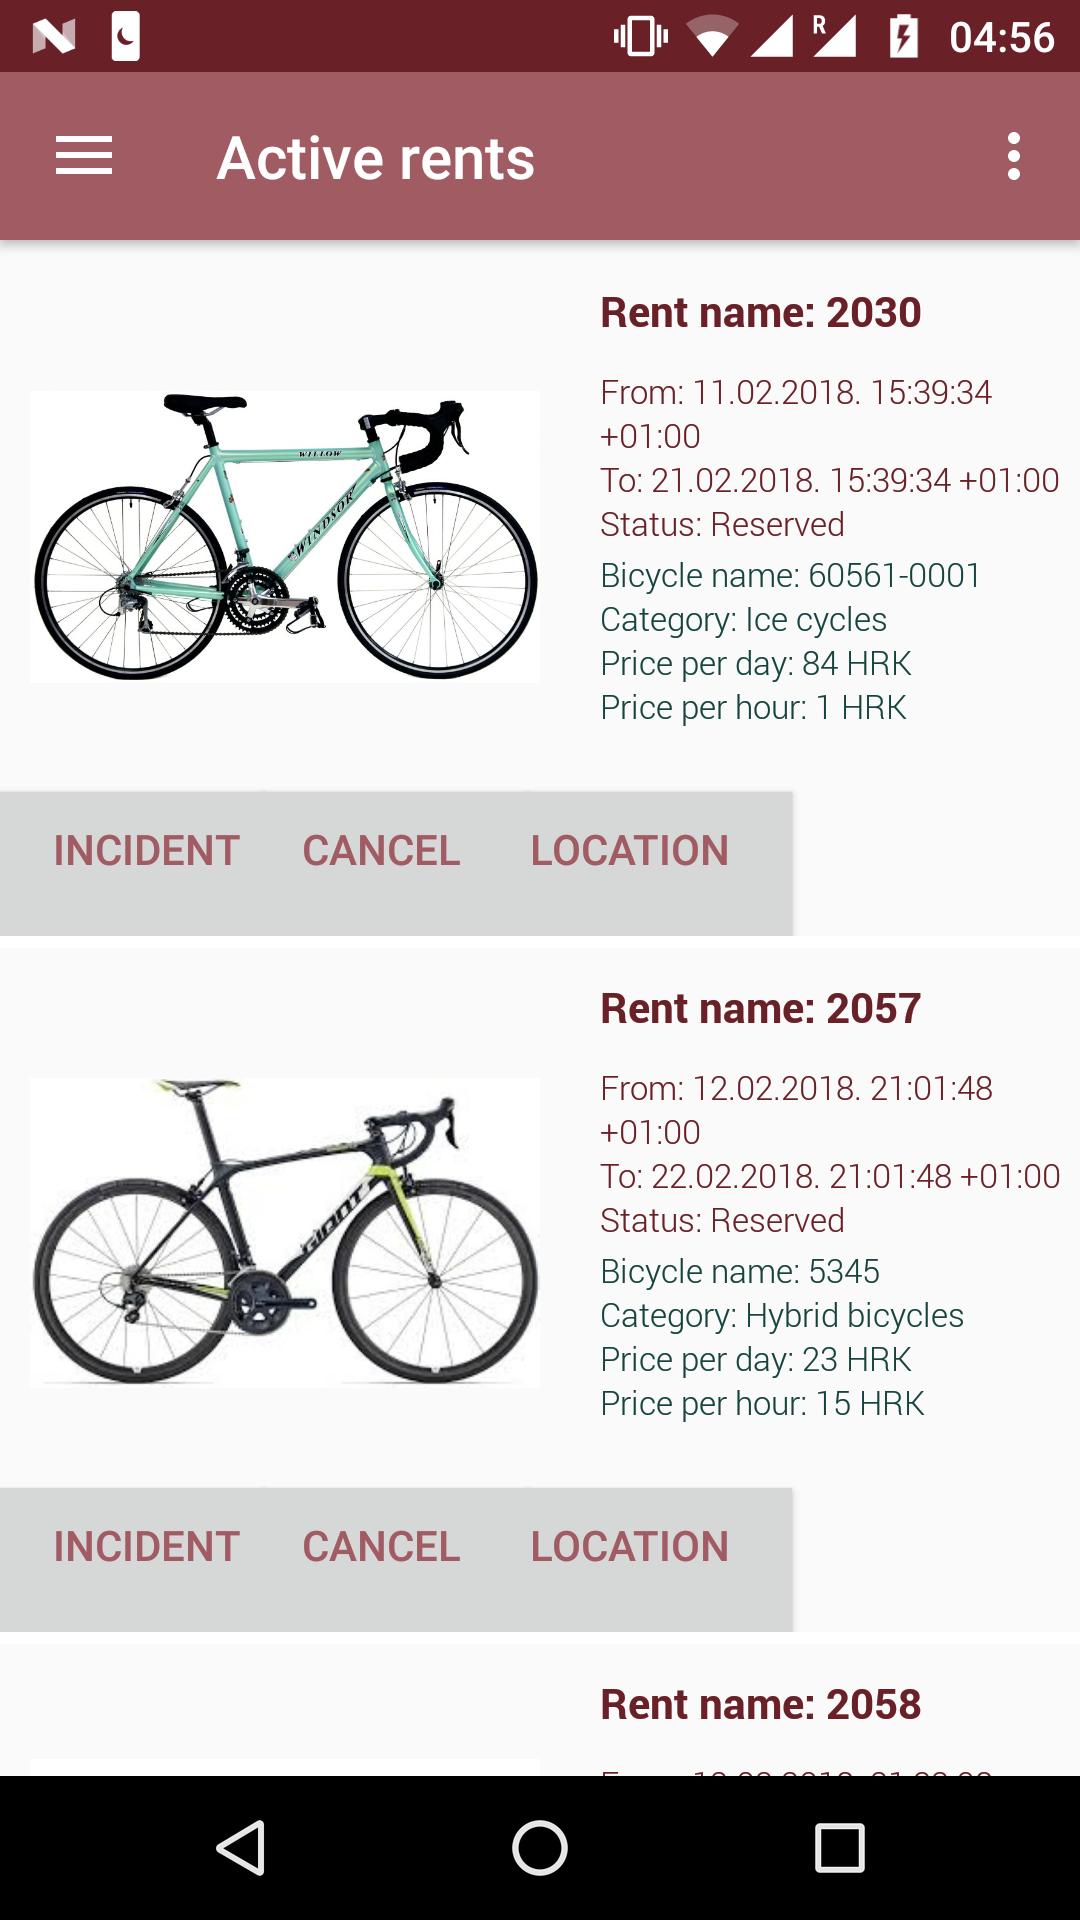 R
04:56
Active rents
Rent name: 2030
From: 11.02.2018. 15:39:34
+01:00
To: 21.02.2018. 15:39:34 +01:00
Status: Reserved
WILLOW
WINDSOR
Bicycle name: 60561-0001
Category: Ice cycles
Price per day: 84 HRK
Price per hour: 1 HRK
INCIDENT CANCEL LOCATION
Rent name: 2057
From: 12.02.2018. 21:01:48
+01:00
To: 22.02.2018. 21:01:48 +01:00
Status: Reserved
GIANT
Bicycle name: 5345
Category: Hybrid bicycles
Price per day: 23 HRK
Price per hour: 15 HRK
INCIDENT CANCEL LOCATION
Rent name: 2058